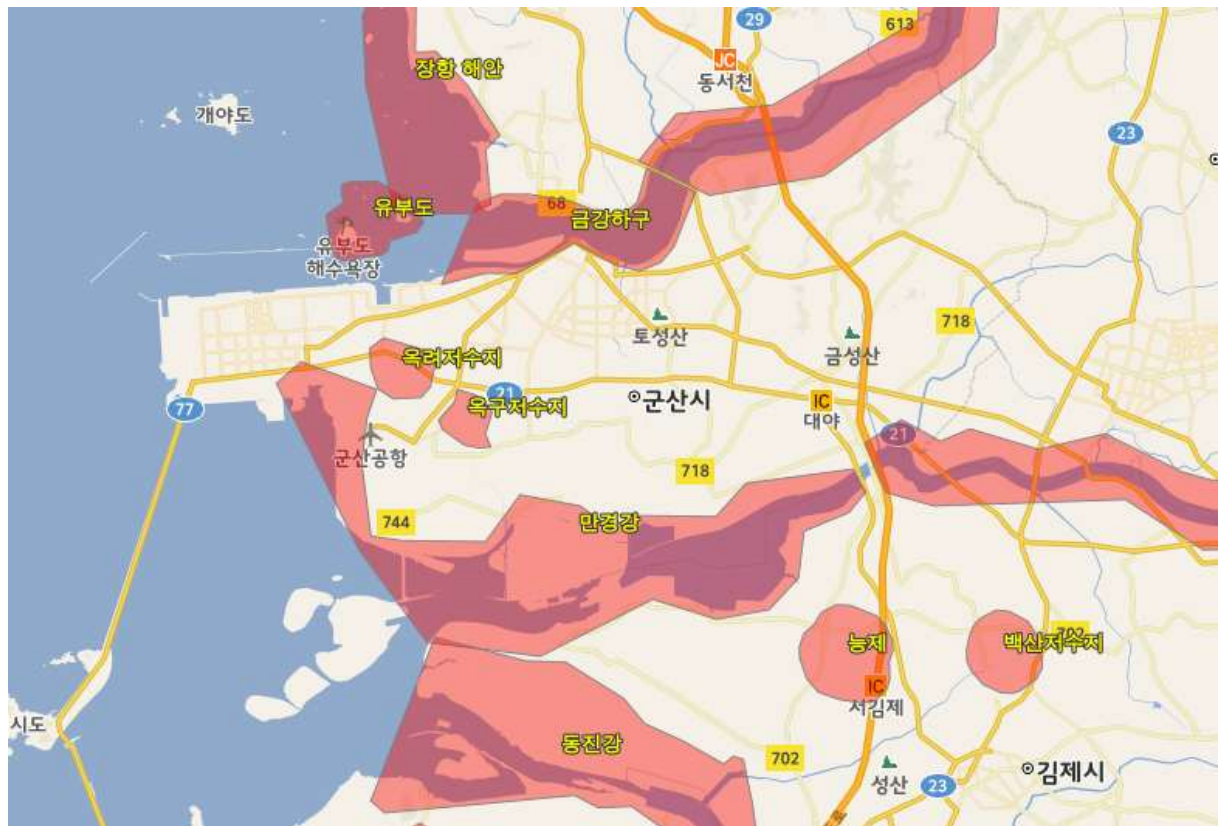 29
613
장항 해안
JC
동서천
개야도
23
유부도
68
금강하구
유부도
해수욕장
718
토성산
금성산
옥려저수지
21
옥구저수지
군산시
IC
대야
77
군산공항
21
718
744
만경강
능제
702
백산저수지
IC
서김제
시도
동진강
702
성산
김제시
23